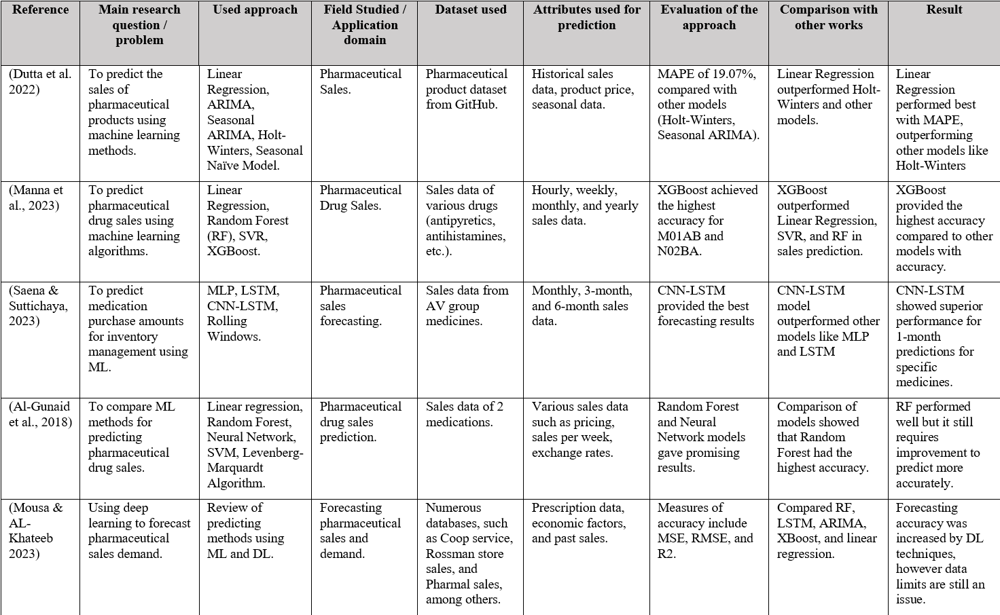 Reference
Main research
question /
problem
Used approach
Field Studied /
Application
domain
Dataset used
Attributes used for
prediction
Evaluation of the
approach
Comparison with
other works
Result
(Dutta et al.
2022)
To predict the
sales of
pharmaceutical
products using
machine learning
methods.
Linear
Regression,
ARIMA,
Seasonal
ARIMA, Holt-
Winters, Seasonal
Naïve Model.
Pharmaceutical
Sales.
Pharmaceutical
product dataset
from GitHub.
Historical sales
data, product price,
seasonal data.
MAPE of 19.07%,
compared with
other models
(Holt-Winters,
Seasonal ARIMA).
Linear Regression
outperformed Holt-
Winters and other
models.
Linear
Regression
performed best
with MAPE,
outperforming
other models like
Holt-Winters
(Manna et
al., 2023)
To predict
pharmaceutical
drug sales using
machine learning
algorithms.
Linear
Regression,
Random Forest
(RF), SVR,
XGBoost.
Pharmaceutical
Drug Sales.
Sales data of
various drugs
(antipyretics,
antihistamines,
etc.).
Hourly, weekly,
monthly, and yearly
sales data.
XGBoost achieved
the highest
accuracy for
M01AB and
N02BA.
XGBoost
outperformed
Linear Regression,
SVR, and RF in
sales prediction.
XGBoost
provided the
highest accuracy
compared to other
models with
accuracy.
(Saena &
Suttichaya,
2023)
To predict
medication
purchase amounts
for inventory
management using
ML.
MLP, LSTM,
CNN-LSTM,
Rolling
Windows.
Pharmaceutical
sales
forecasting.
Sales data from
AV group
medicines.
Monthly, 3-month,
and 6-month sales
data.
CNN-LSTM
provided the best
forecasting results
CNN-LSTM
model
outperformed other
models like MLP
and LSTM
CNN-LSTM
showed superior
performance for
1-month
predictions for
specific
medicines.
(Al-Gunaid
et al., 2018)
To compare ML
methods for
predicting
pharmaceutical
drug sales.
Linear regression,
Random Forest,
Neural Network,
SVM, Levenberg-
Marquardt
Algorithm.
Pharmaceutical
drug sales
prediction.
Sales data of 2
medications.
Various sales data
such as pricing,
sales per week,
exchange rates.
Random Forest
and Neural
Network models
gave promising
results.
Comparison of
models showed
that Random
Forest had the
highest accuracy.
RF performed
well but it still
requires
improvement to
predict more
accurately.
(Mousa &
AL-
Khateeb
2023)
Using deep
learning to forecast
pharmaceutical
sales demand.
Review of
predicting
methods using
ML and DL.
Forecasting
pharmaceutical
sales and
demand.
Numerous
databases, such
as Coop service,
Rossman store
sales, and
Pharmal sales,
among others.
Prescription data,
economic factors,
and past sales.
Measures of
accuracy include
MSE, RMSE, and
R2.
Compared RF,
LSTM, ARIMA,
XBoost, and linear
regression.
Forecasting
accuracy was
increased by DL
techniques,
however data
limits are still an
issue.